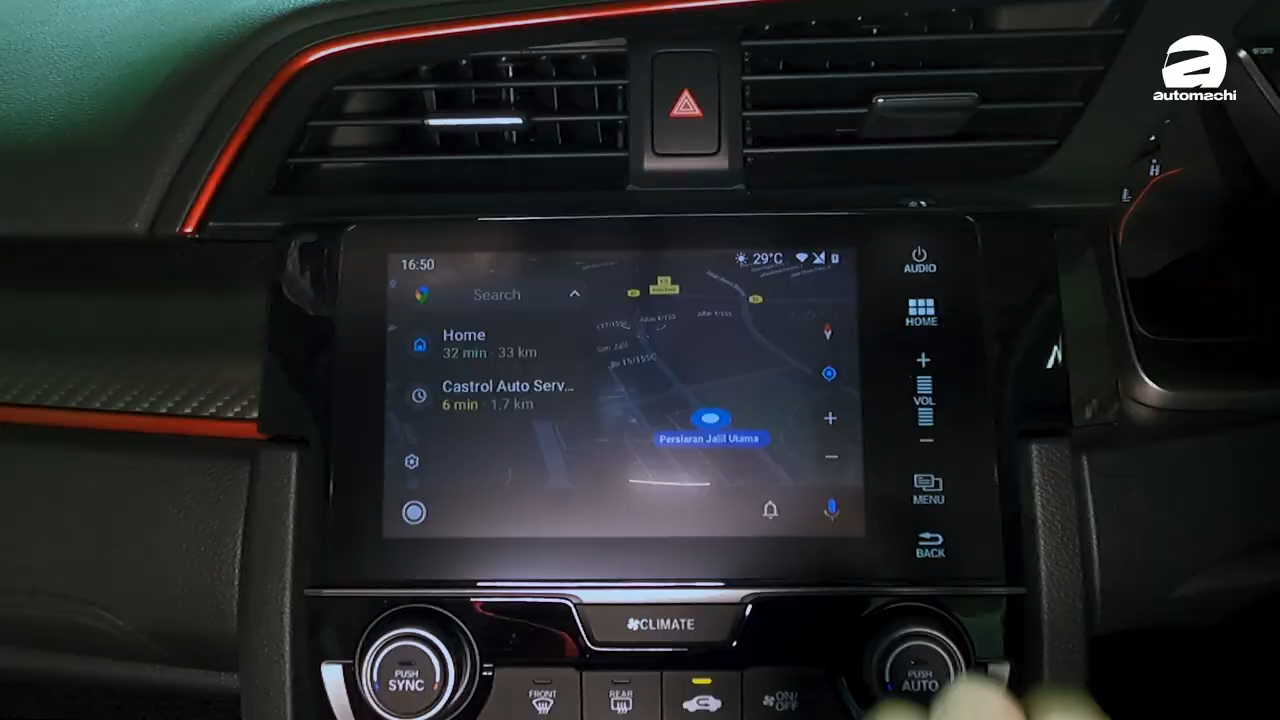 automachi
16:50
29°C
AUDIO
Search
HOME
Home
32 min · 33 km
Castrol Auto Serv...
6 min · 1.7 km
VOL
Persiaran Jalil Utama
MENU
BACK
CLIMATE
PUSH
SYNC
FRONT
REAR
ON/
OFF
PUSH
AUTO
H